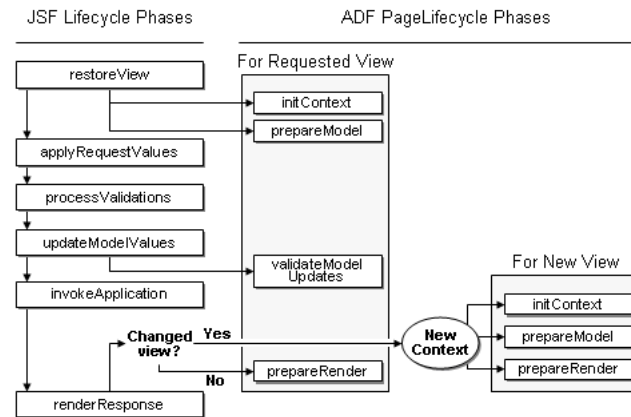 JSF Lifecycle Phases
ADF PageLifecycle Phases
For Requested View
restoreView
initContext
prepareModel
applyRequestValues
processValidations
updateModelValues
validateModel
Updates
invokeApplication
For New View
initContext
prepareModel
prepareRender
Changed
view?
Yes
New
Context
No
prepareRender
renderResponse